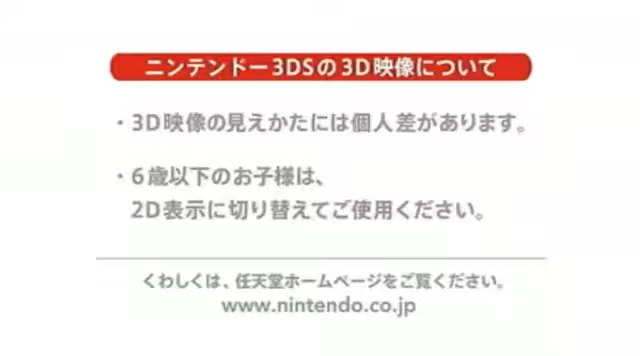 ニンテンドー3DSの3D映像について
・3D映像の見えかたには個人差があります。
・6歳以下のお子様は、
2D表示に切り替えてご使用ください。
くわしくは、任天堂ホームページをご覧ください。
www.nintendo.co.jp